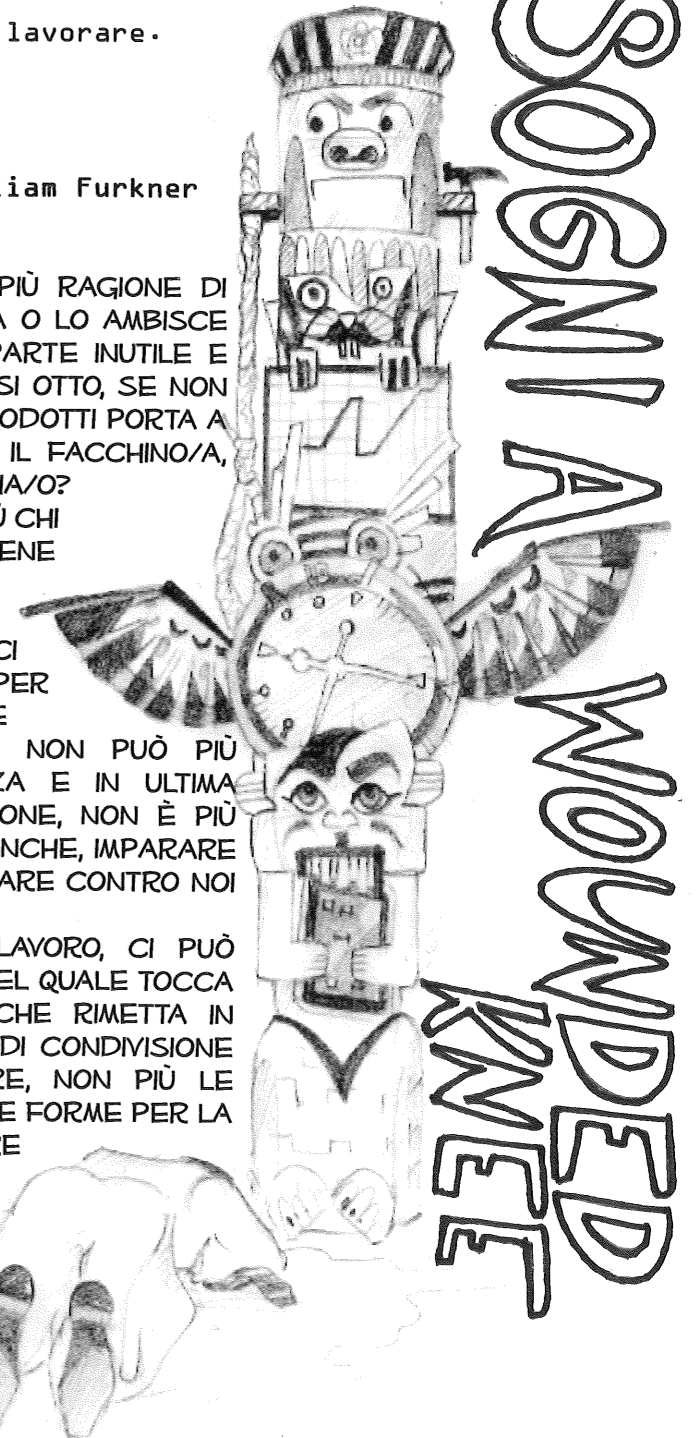 lavorare.
liam Furkner
PIÙ RAGIONE DI
A O LO AMBISCE
PARTE INUTILE E
SI OTTO, SE NON
ODOTTI PORTA A
IL FACCHINO/A,
IA/O?
Ù CHI
ENE
CI
PER
E
NON PUÒ PIÙ
ZA E IN ULTIMA
ONE, NON È PIÙ
NCHE, IMPARARE
ARE CONTRO NOI
LAVORO, CI PUÒ
EL QUALE TOCCA
CHE RIMETTA IN
DI CONDIVISIONE
ZE, NON PIÙ LE
E FORME PER LA
RE
SOGNI A WOUNDED
KNEE